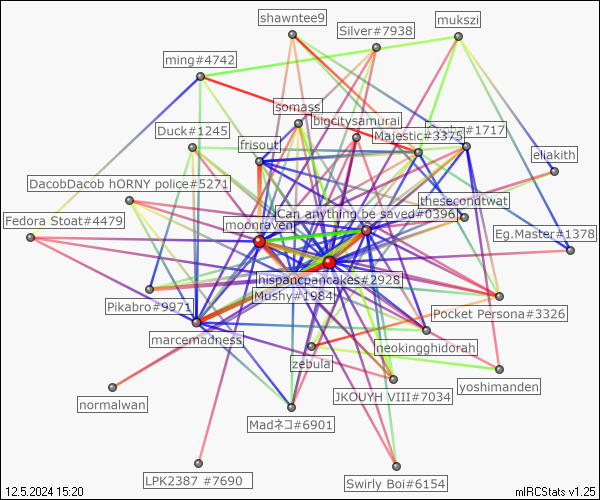 shawntee9
mukszi
Silver#7938
ming#4742
somass
bigcitysamurai
Duck#1245
Majestic#3375
#1717
frisout
eliakith
DacobDacob hORNY police#5271
thesecondtwat
Can anything be saved#0396
Fedora Stoat#4479
moonraven
Eg.Master#1378
hispancpancakes#2928
Mushy#1984
Pikabro#9971
Pocket Persona#3326
marcemadness
neokingghidorah
zebula
yoshimanden
JKOUYH VIII#7034
normalwan
Madネコ#6901
LPK2387 #7690
Swirly Boi#6154
12.5.2024 15:20
mIRCStats v1.25